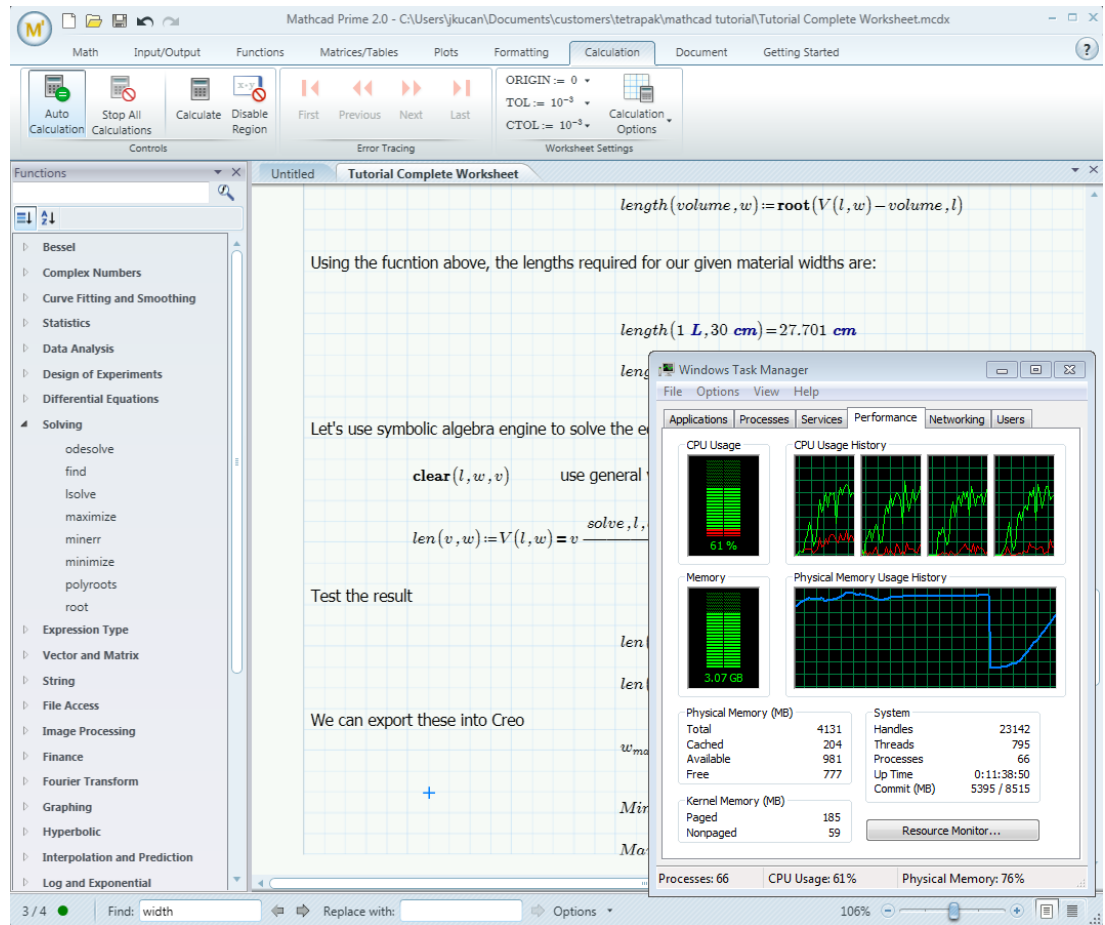 Mathcad Prime 2.0 - C:\Users\jkucan\Documents\customers\tetrapak\mathcad tutorial\Tutorial Complete Worksheet.mcdx
Math Input/Output Functions Matrices/Tables Plots Formatting Calculation Document Getting Started
Auto Calculation
Stop All Calculations
Calculate
Disable Region
Controls
First Previous Next Last
Error Tracing
ORIGIN := 0
TOL := 10⁻³
CTOL := 10⁻³
Calculation Options
Worksheet Settings
Functions
Bessel
Complex Numbers
Curve Fitting and Smoothing
Statistics
Data Analysis
Design of Experiments
Differential Equations
Solving
odesolve
find
lsolve
maximize
minerr
minimize
polyroots
root
Expression Type
Vector and Matrix
String
File Access
Image Processing
Finance
Fourier Transform
Graphing
Hyperbolic
Interpolation and Prediction
Log and Exponential
Untitled Tutorial Complete Worksheet
length(volume,w):=root(V(l,w)−volume,l)
Using the fucntion above, the lengths required for our given material widths are:
length(1 L,30 cm)=27.701 cm
leng
Let's use symbolic algebra engine to solve the e
clear(l,w,v) use general
len(v,w):=V(l,w)=v solve,l,
Test the result
len(
len(
We can export these into Creo
w_ma
Min
Ma
Windows Task Manager
File Options View Help
Applications Processes Services Performance Networking Users
CPU Usage CPU Usage History
61 %
Memory Physical Memory Usage History
3.07 GB
Physical Memory (MB)
Total 4131
Cached 204
Available 981
Free 777
Kernel Memory (MB)
Paged 185
Nonpaged 59
System
Handles 23142
Threads 795
Processes 66
Up Time 0:11:38:50
Commit (MB) 5395 / 8515
Resource Monitor...
Processes: 66 CPU Usage: 61% Physical Memory: 76%
3 / 4 Find: width Replace with: Options 106%